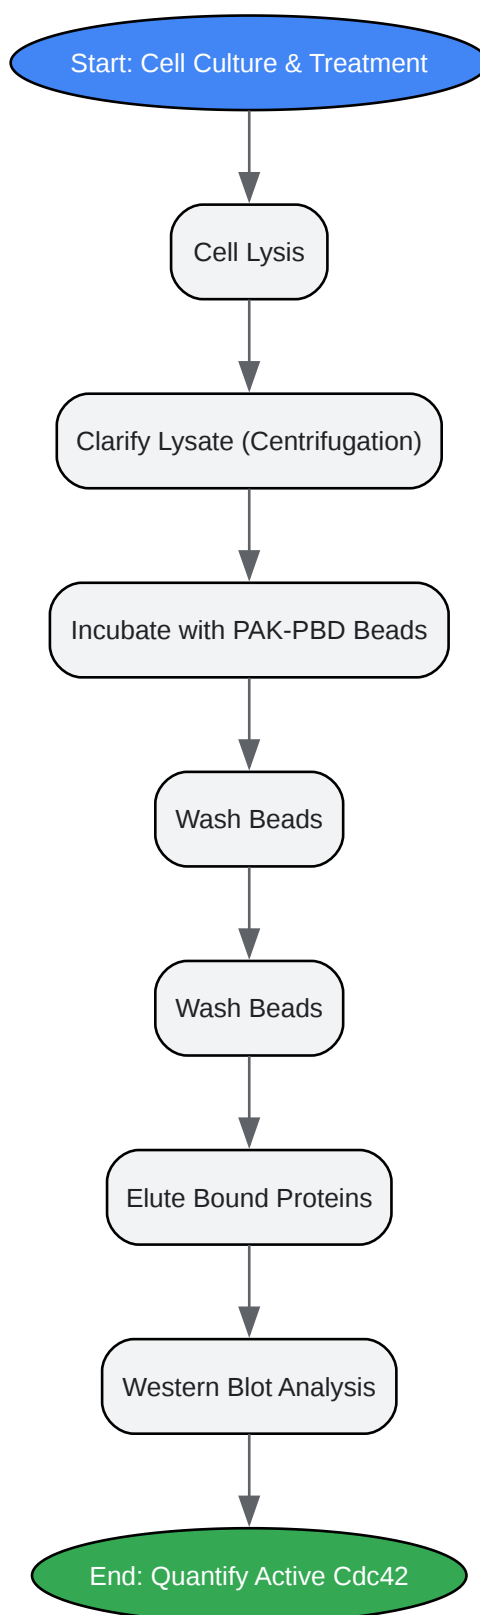 Start: Cell Culture & Treatment
Cell Lysis
Clarify Lysate (Centrifugation)
Incubate with PAK-PBD Beads
Wash Beads
Wash Beads
Elute Bound Proteins
Western Blot Analysis
End: Quantify Active Cdc42